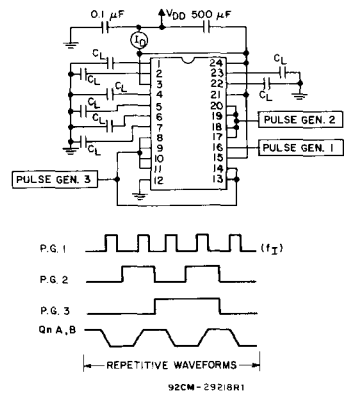 0.1 µF
VDD 500 µF
ID
CL
CL
CL
CL
CL
CL
CL
CL
1
2
3
4
5
6
7
8
9
10
11
12
24
23
22
21
20
19
18
17
16
15
14
13
PULSE GEN. 2
PULSE GEN. 1
PULSE GEN. 3
P.G. 1
(fI)
P.G. 2
P.G. 3
Qn A, B
REPETITIVE WAVEFORMS
92CM-29218R1